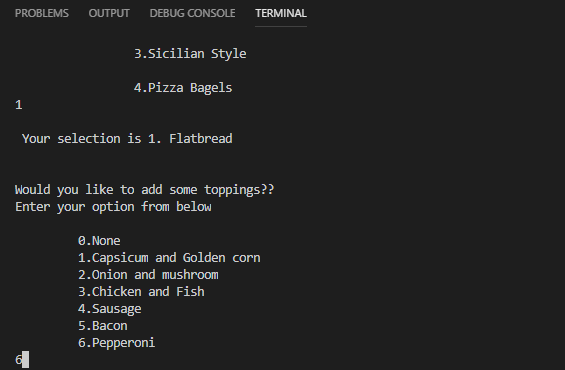 PROBLEMS OUTPUT DEBUG CONSOLE TERMINAL
3.Sicilian Style
4.Pizza Bagels
1
Your selection is 1. Flatbread
Would you like to add some toppings??
Enter your option from below
0.None
1.Capsicum and Golden corn
2.Onion and mushroom
3.Chicken and Fish
4.Sausage
5.Bacon
6.Pepperoni
6